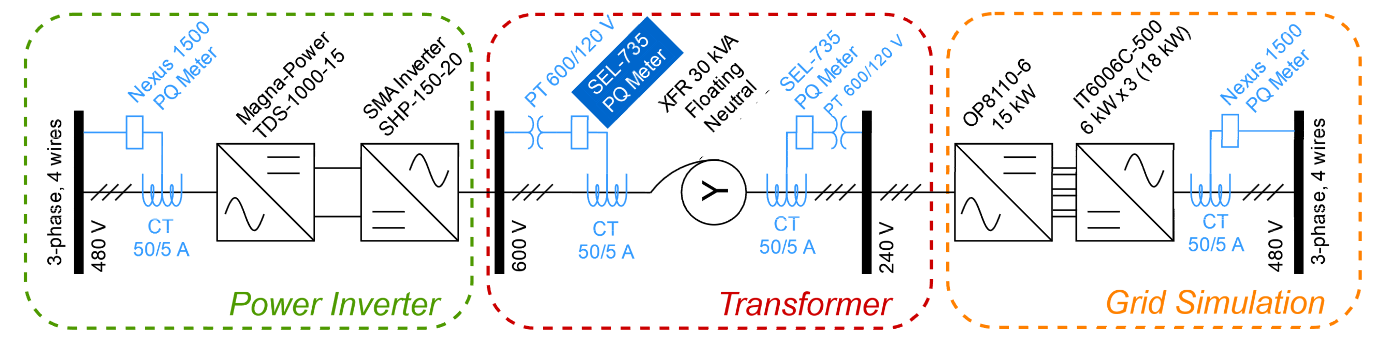 3-phase, 4 wires
480 V
Nexus 1500
PQ Meter
CT
50/5 A
Magna-Power
TDS-1000-15
SMA Inverter
SHP-150-20
Power Inverter
600 V
PT 600/120 V
SEL-735
PQ Meter
CT
50/5 A
XFR 30 kVA
Floating
Neutral
Y
SEL-735
PQ Meter
PT 600/120 V
CT
50/5 A
240 V
Transformer
OP8110-6
15 kW
IT6006C-500
6 kW x 3 (18 kW)
Nexus 1500
PQ Meter
CT
50/5 A
480 V
3-phase, 4 wires
Grid Simulation